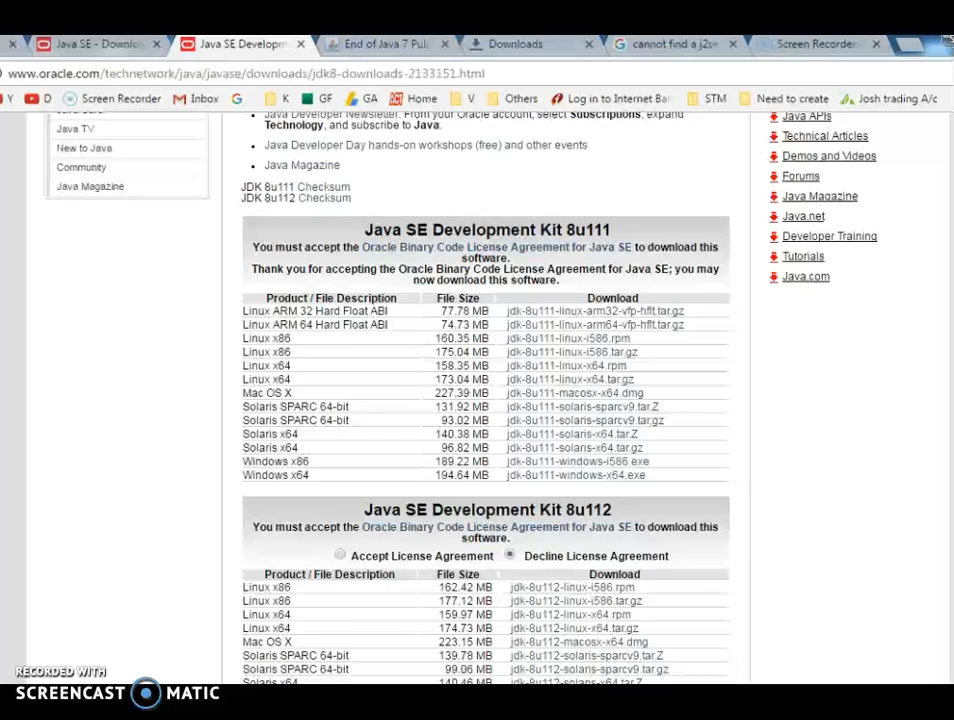 Java SE - Downlo
Java SE Developm
End of Java 7 Pul
Downloads
cannot find a j2se
Screen Recorder
www.oracle.com/technetwork/java/javase/downloads/jdk8-downloads-2133151.html
Y
D
Screen Recorder
Inbox
K
GF
GA
Home
V
Others
Log in to Internet Ban
STM
Need to create
Josh trading A/c
Java TV
New to Java
Community
Java Magazine
Java Developer Newsletter: From your Oracle account, select Subscriptions, expand
Technology, and subscribe to Java.
Java Developer Day hands-on workshops (free) and other events
Java Magazine
JDK 8u111 Checksum
JDK 8u112 Checksum
Java SE Development Kit 8u111
You must accept the Oracle Binary Code License Agreement for Java SE to download this
software.
Thank you for accepting the Oracle Binary Code License Agreement for Java SE; you may
now download this software.
Product / File Description File Size Download
Linux ARM 32 Hard Float ABI 77.78 MB jdk-8u111-linux-arm32-vfp-hflt.tar.gz
Linux ARM 64 Hard Float ABI 74.73 MB jdk-8u111-linux-arm64-vfp-hflt.tar.gz
Linux x86 160.35 MB jdk-8u111-linux-i586.rpm
Linux x86 175.04 MB jdk-8u111-linux-i586.tar.gz
Linux x64 158.35 MB jdk-8u111-linux-x64.rpm
Linux x64 173.04 MB jdk-8u111-linux-x64.tar.gz
Mac OS X 227.39 MB jdk-8u111-macosx-x64.dmg
Solaris SPARC 64-bit 131.92 MB jdk-8u111-solaris-sparcv9.tar.Z
Solaris SPARC 64-bit 93.02 MB jdk-8u111-solaris-sparcv9.tar.gz
Solaris x64 140.38 MB jdk-8u111-solaris-x64.tar.Z
Solaris x64 96.82 MB jdk-8u111-solaris-x64.tar.gz
Windows x86 189.22 MB jdk-8u111-windows-i586.exe
Windows x64 194.64 MB jdk-8u111-windows-x64.exe
Java SE Development Kit 8u112
You must accept the Oracle Binary Code License Agreement for Java SE to download this
software.
Accept License Agreement Decline License Agreement
Product / File Description File Size Download
Linux x86 162.42 MB jdk-8u112-linux-i586.rpm
Linux x86 177.12 MB jdk-8u112-linux-i586.tar.gz
Linux x64 159.97 MB jdk-8u112-linux-x64.rpm
Linux x64 174.73 MB jdk-8u112-linux-x64.tar.gz
Mac OS X 223.15 MB jdk-8u112-macosx-x64.dmg
Solaris SPARC 64-bit 139.78 MB jdk-8u112-solaris-sparcv9.tar.Z
Solaris SPARC 64-bit 99.06 MB jdk-8u112-solaris-sparcv9.tar.gz
Solaris x64 140.46 MB jdk-8u112-solaris-x64.tar.Z
Java APIs
Technical Articles
Demos and Videos
Forums
Java Magazine
Java.net
Developer Training
Tutorials
Java.com
RECORDED WITH
SCREENCAST MATIC